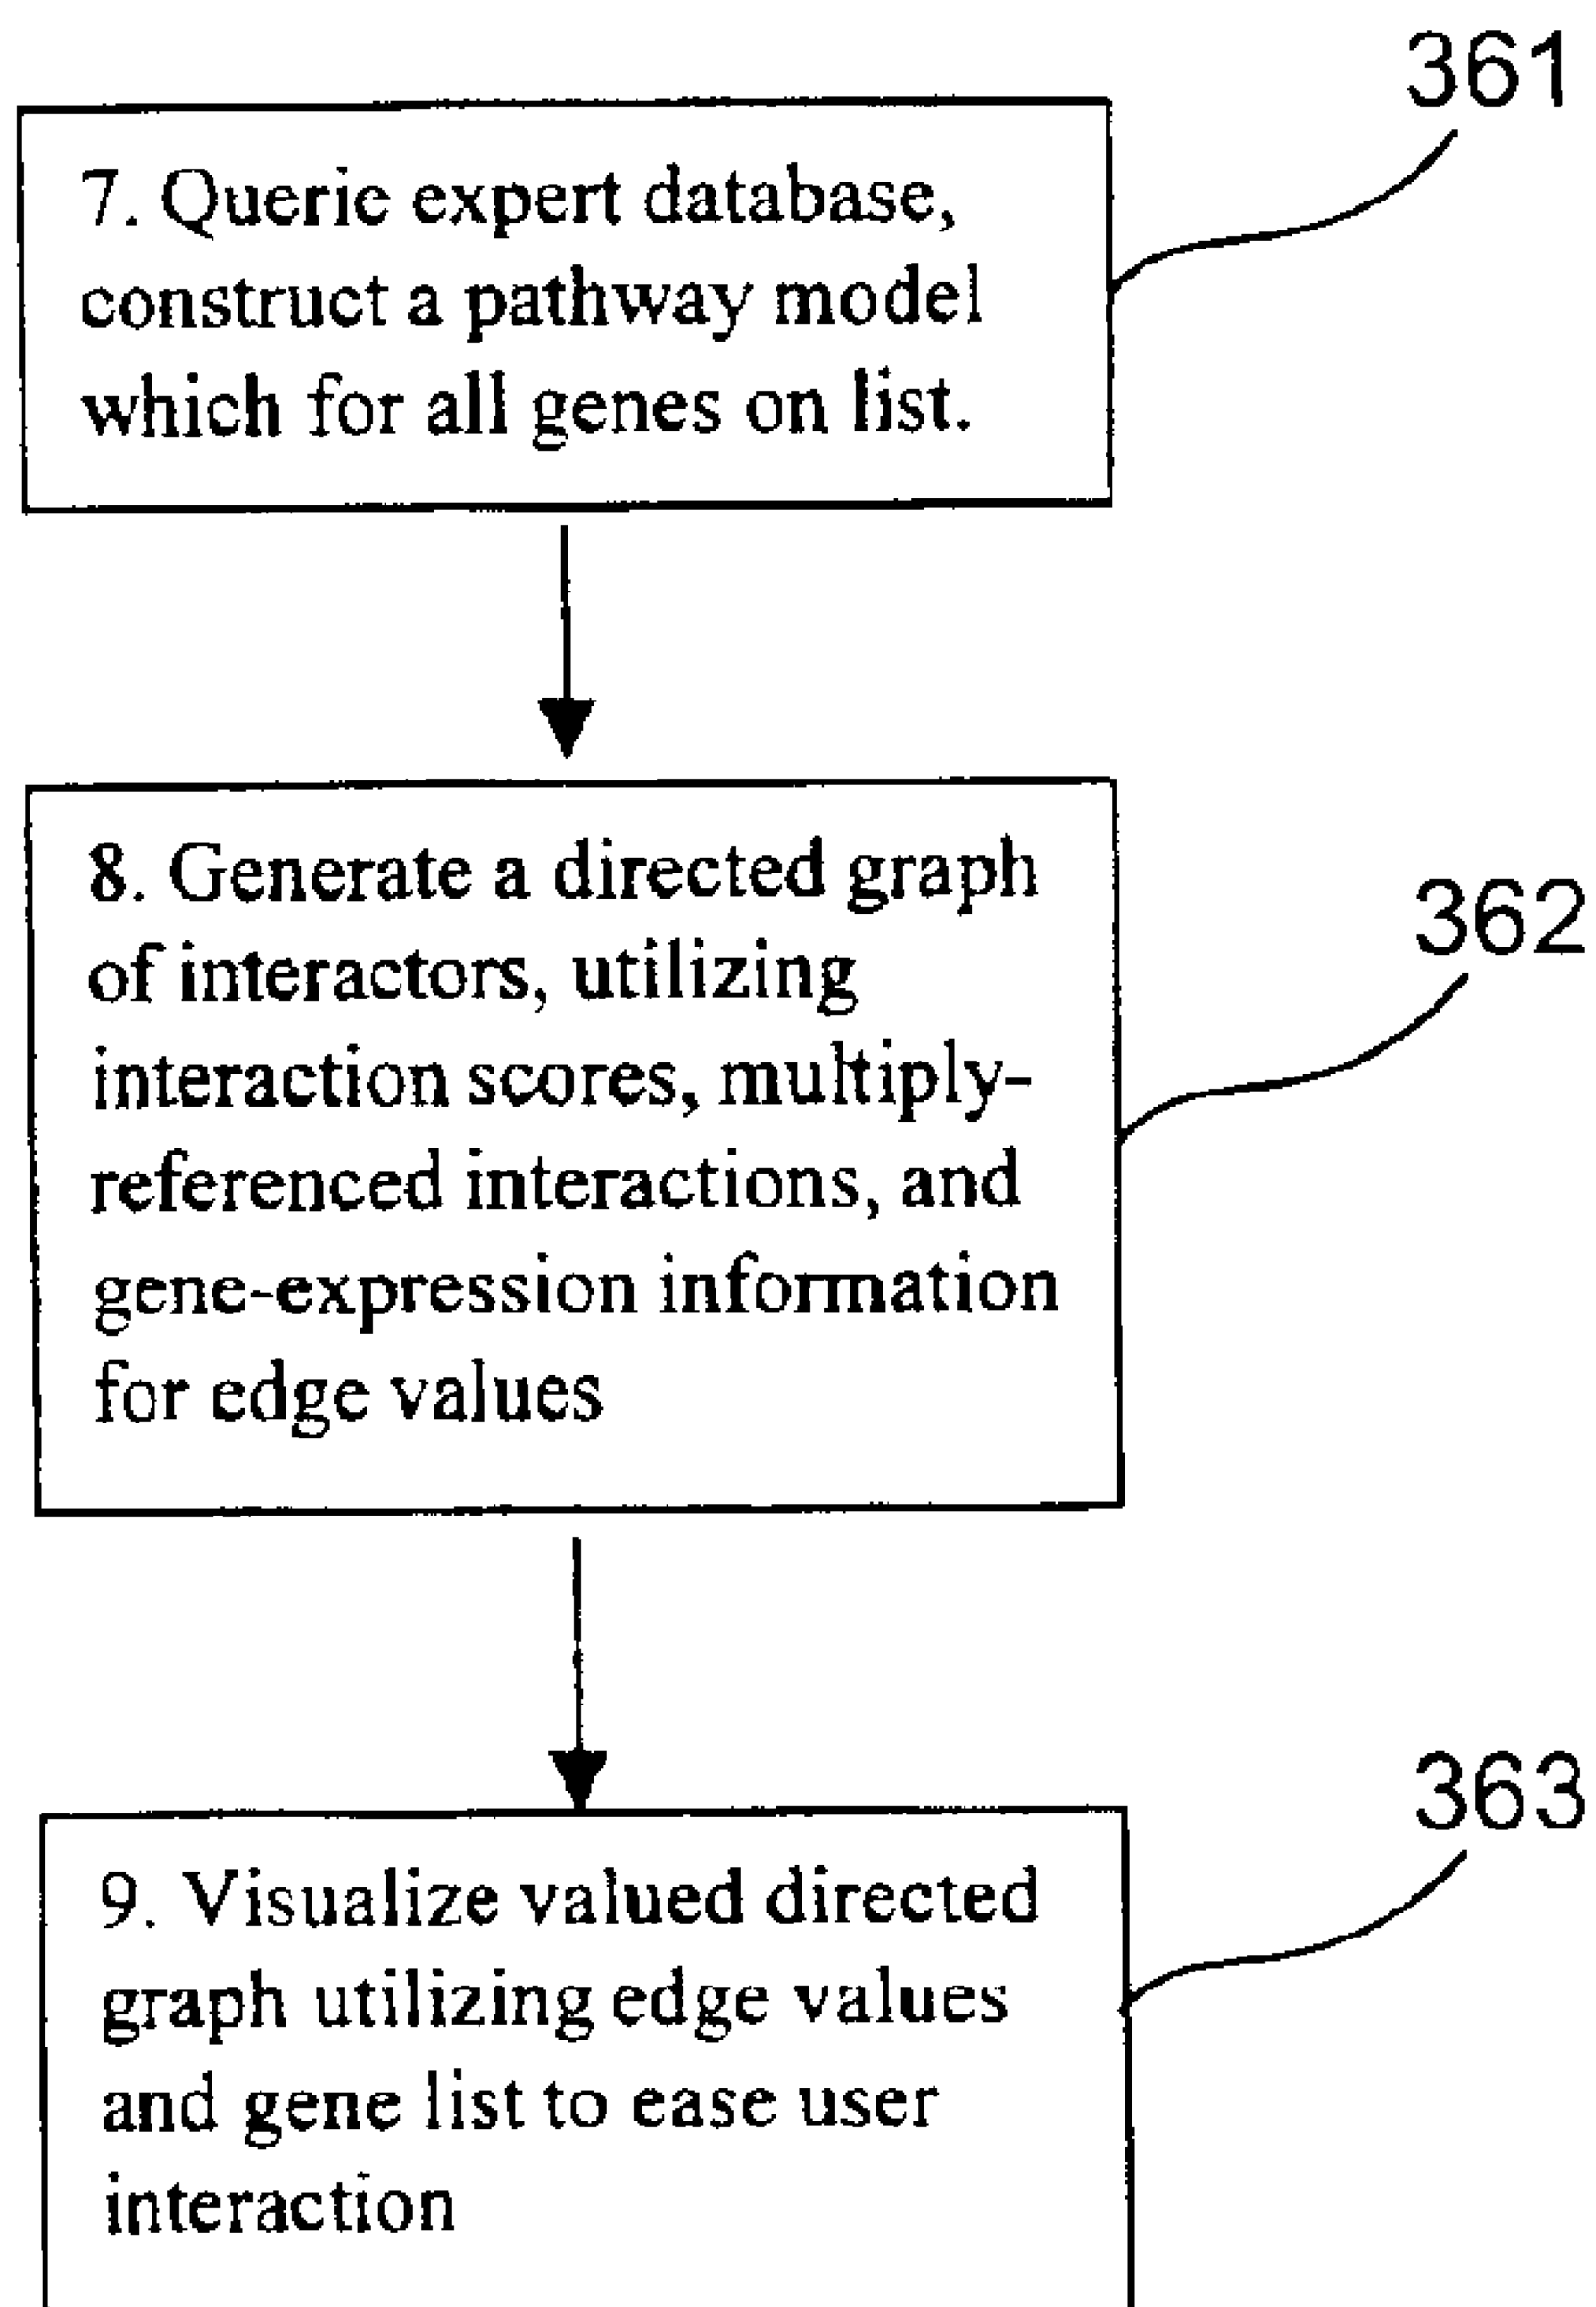 361
7. Querie expert database,
construct a pathway model
which for all genes on list.
8. Generate a directed graph
of interactors, utilizing
interaction scores, multiply-
referenced interactions, and
gene-expression information
for edge values
362
9. Visualize valued directed
graph utilizing edge values
and gene list to ease user
interaction
363